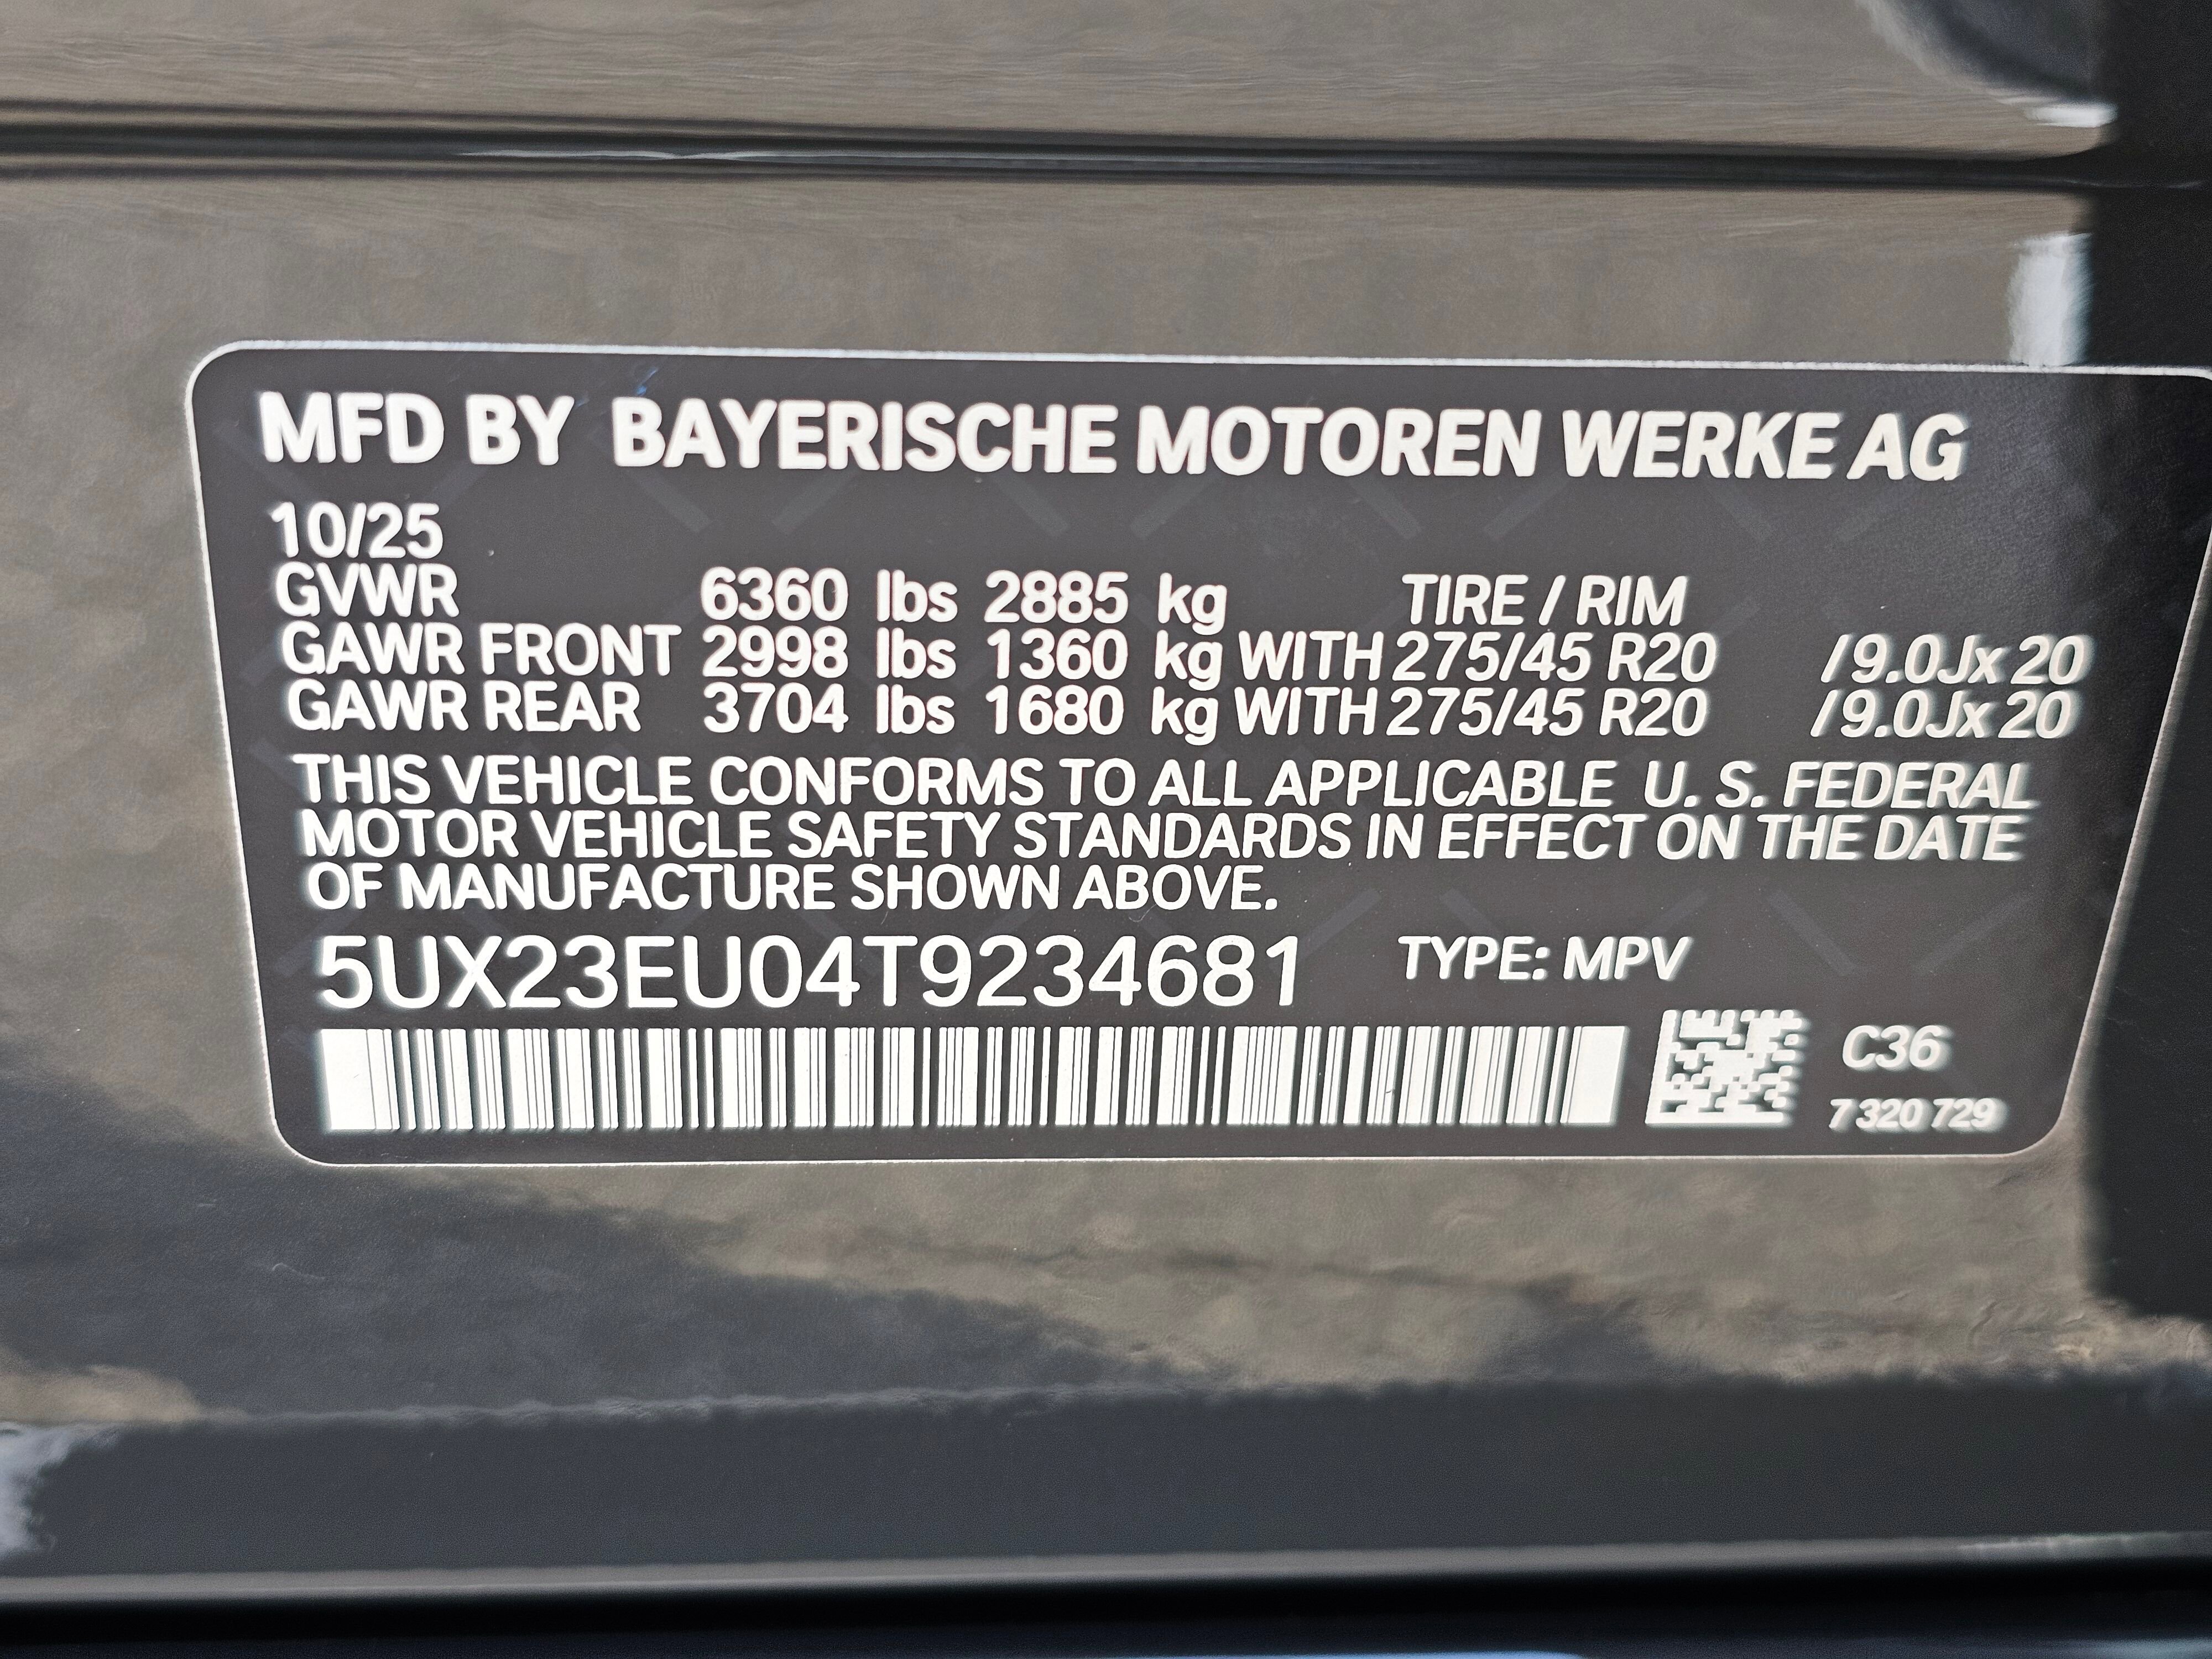 MFD BY BAYERISCHE MOTOREN WERKE AG
10/25
GVWR 6360 lbs 2885 kg TIRE / RIM
GAWR FRONT 2998 lbs 1360 kg WITH 275/45 R20 / 9.0Jx 20
GAWR REAR 3704 lbs 1680 kg WITH 275/45 R20 / 9.0Jx 20
THIS VEHICLE CONFORMS TO ALL APPLICABLE U. S. FEDERAL
MOTOR VEHICLE SAFETY STANDARDS IN EFFECT ON THE DATE
OF MANUFACTURE SHOWN ABOVE.
5UX23EU04T9234681 TYPE: MPV
C36
7 320 729